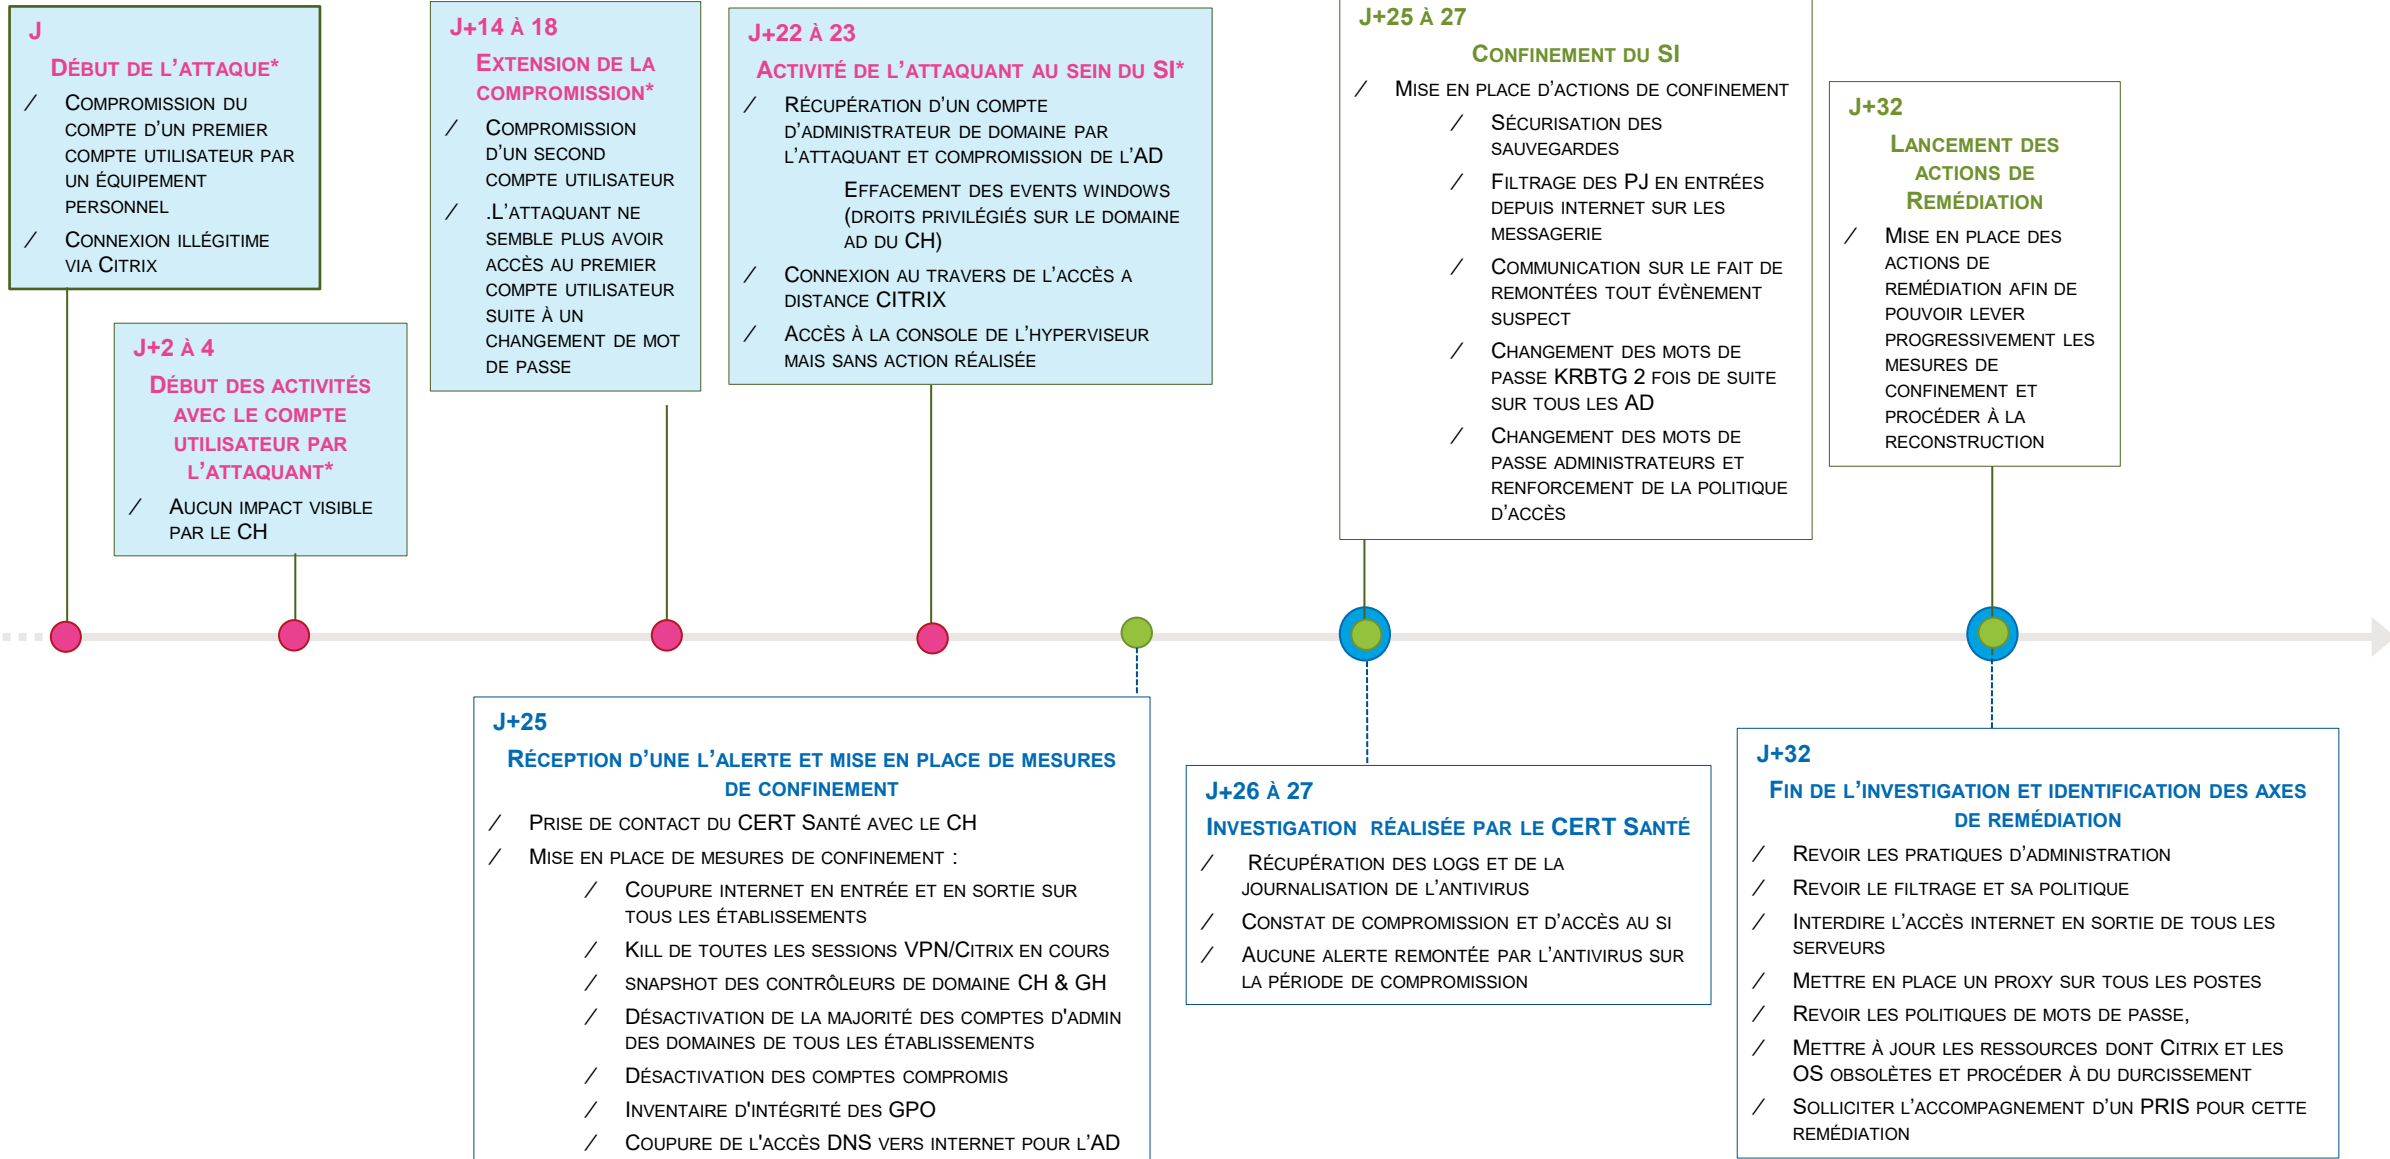 J
DÉBUT DE L'ATTAQUE*
/ COMPROMISSION DU
COMPTE D'UN PREMIER
COMPTE UTILISATEUR PAR
UN ÉQUIPEMENT
PERSONNEL
/ CONNEXION ILLÉGITIME
VIA CITRIX
J+2 À 4
DÉBUT DES ACTIVITÉS
AVEC LE COMPTE
UTILISATEUR PAR
L'ATTAQUANT*
/ AUCUN IMPACT VISIBLE
PAR LE CH
J+14 À 18
EXTENSION DE LA
COMPROMISSION*
/ COMPROMISSION
D'UN SECOND
COMPTE UTILISATEUR
/ .L'ATTAQUANT NE
SEMBLE PLUS AVOIR
ACCÈS AU PREMIER
COMPTE UTILISATEUR
SUITE À UN
CHANGEMENT DE MOT
DE PASSE
J+22 À 23
ACTIVITÉ DE L'ATTAQUANT AU SEIN DU SI*
/ RÉCUPÉRATION D'UN COMPTE
D'ADMINISTRATEUR DE DOMAINE PAR
L'ATTAQUANT ET COMPROMISSION DE L'AD
EFFACEMENT DES EVENTS WINDOWS
(DROITS PRIVILÉGIÉS SUR LE DOMAINE
AD DU CH)
/ CONNEXION AU TRAVERS DE L'ACCÈS A
DISTANCE CITRIX
/ ACCÈS À LA CONSOLE DE L'HYPERVISEUR
MAIS SANS ACTION RÉALISÉE
J+25 À 27
CONFINEMENT DU SI
/ MISE EN PLACE D'ACTIONS DE CONFINEMENT
/ SÉCURISATION DES
SAUVEGARDES
/ FILTRAGE DES PJ EN ENTRÉES
DEPUIS INTERNET SUR LES
MESSAGERIE
/ COMMUNICATION SUR LE FAIT DE
REMONTÉES TOUT ÉVÈNEMENT
SUSPECT
/ CHANGEMENT DES MOTS DE
PASSE KRBTG 2 FOIS DE SUITE
SUR TOUS LES AD
/ CHANGEMENT DES MOTS DE
PASSE ADMINISTRATEURS ET
RENFORCEMENT DE LA POLITIQUE
D'ACCÈS
J+32
LANCEMENT DES
ACTIONS DE
REMÉDIATION
/ MISE EN PLACE DES
ACTIONS DE
REMÉDIATION AFIN DE
POUVOIR LEVER
PROGRESSIVEMENT LES
MESURES DE
CONFINEMENT ET
PROCÉDER À LA
RECONSTRUCTION
J+25
RÉCEPTION D'UNE L'ALERTE ET MISE EN PLACE DE MESURES
DE CONFINEMENT
/ PRISE DE CONTACT DU CERT SANTÉ AVEC LE CH
/ MISE EN PLACE DE MESURES DE CONFINEMENT :
/ COUPURE INTERNET EN ENTRÉE ET EN SORTIE SUR
TOUS LES ÉTABLISSEMENTS
/ KILL DE TOUTES LES SESSIONS VPN/CITRIX EN COURS
/ SNAPSHOT DES CONTRÔLEURS DE DOMAINE CH & GH
/ DÉSACTIVATION DE LA MAJORITÉ DES COMPTES D'ADMIN
DES DOMAINES DE TOUS LES ÉTABLISSEMENTS
/ DÉSACTIVATION DES COMPTES COMPROMIS
/ INVENTAIRE D'INTÉGRITÉ DES GPO
/ COUPURE DE L'ACCÈS DNS VERS INTERNET POUR L'AD
J+26 À 27
INVESTIGATION RÉALISÉE PAR LE CERT SANTÉ
/ RÉCUPÉRATION DES LOGS ET DE LA
JOURNALISATION DE L'ANTIVIRUS
/ CONSTAT DE COMPROMISSION ET D'ACCÈS AU SI
/ AUCUNE ALERTE REMONTÉE PAR L'ANTIVIRUS SUR
LA PÉRIODE DE COMPROMISSION
J+32
FIN DE L'INVESTIGATION ET IDENTIFICATION DES AXES
DE REMÉDIATION
/ REVOIR LES PRATIQUES D'ADMINISTRATION
/ REVOIR LE FILTRAGE ET SA POLITIQUE
/ INTERDIRE L'ACCÈS INTERNET EN SORTIE DE TOUS LES
SERVEURS
/ METTRE EN PLACE UN PROXY SUR TOUS LES POSTES
/ REVOIR LES POLITIQUES DE MOTS DE PASSE,
/ METTRE À JOUR LES RESSOURCES DONT CITRIX ET LES
OS OBSOLÈTES ET PROCÉDER À DU DURCISSEMENT
/ SOLLICITER L'ACCOMPAGNEMENT D'UN PRIS POUR CETTE
REMÉDIATION